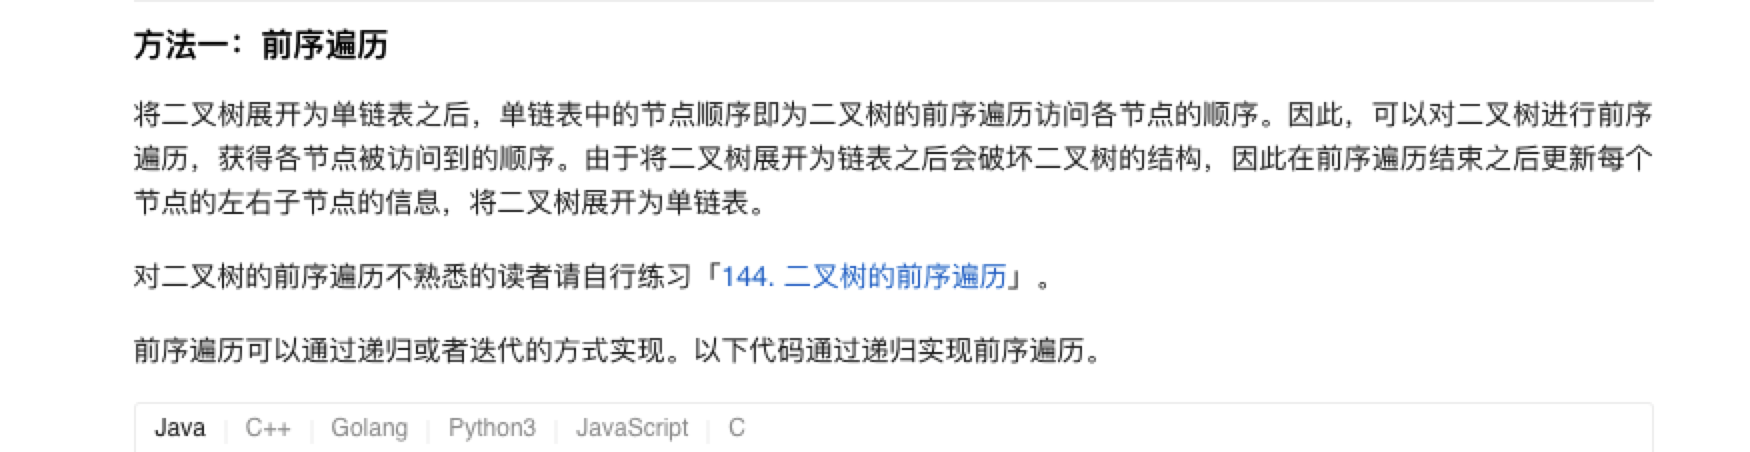 方法一：前序遍历
将二叉树展开为单链表之后，单链表中的节点顺序即为二叉树的前序遍历访问各节点的顺序。因此，可以对二叉树进行前序
遍历，获得各节点被访问到的顺序。由于将二叉树展开为链表之后会破坏二叉树的结构，因此在前序遍历结束之后更新每个
节点的左右子节点的信息，将二叉树展开为单链表。
对二叉树的前序遍历不熟悉的读者请自行练习「144. 二叉树的前序遍历」。
前序遍历可以通过递归或者迭代的方式实现。以下代码通过递归实现前序遍历。
Java C++ Golang Python3 JavaScript C